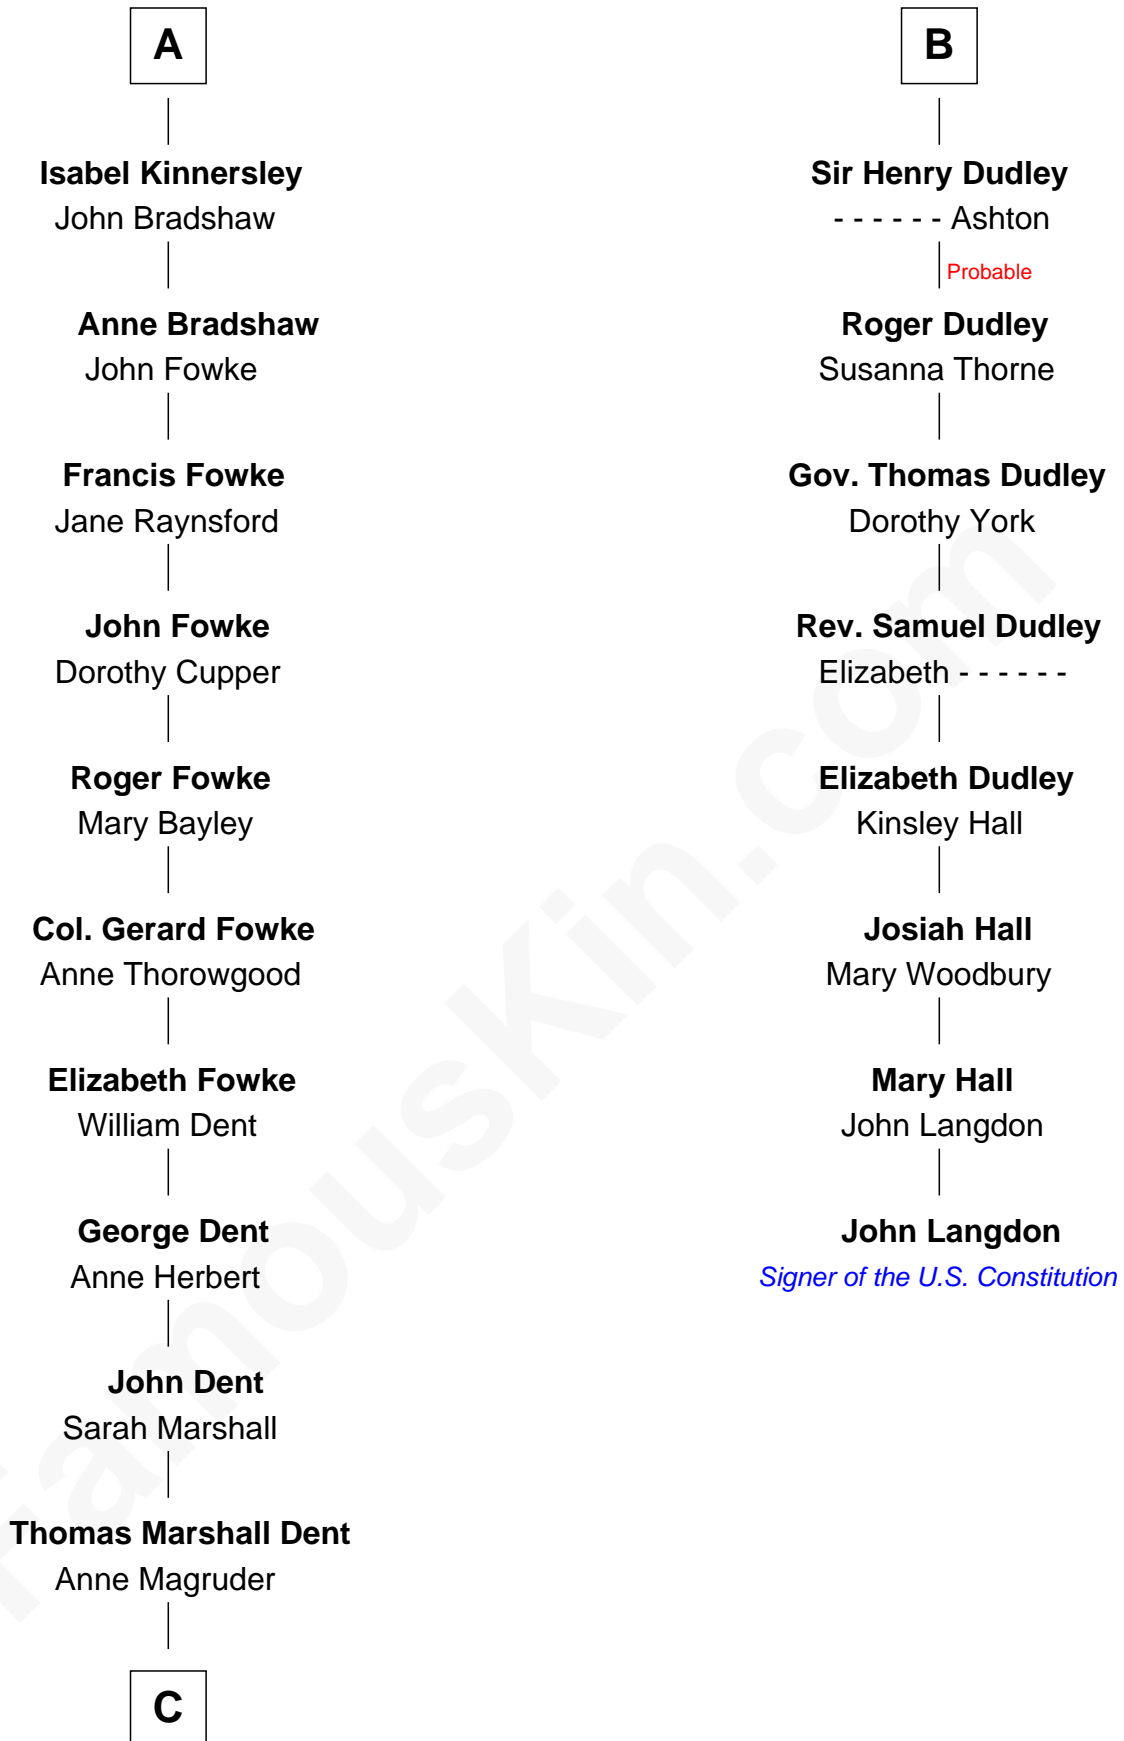 A
Isabel Kinnersley
John Bradshaw
Anne Bradshaw
John Fowke
Francis Fowke
Jane Raynsford
John Fowke
Dorothy Cupper
Roger Fowke
Mary Bayley
Col. Gerard Fowke
Anne Thorowgood
Elizabeth Fowke
William Dent
George Dent
Anne Herbert
John Dent
Sarah Marshall
Thomas Marshall Dent
Anne Magruder
C
B
Sir Henry Dudley
- - - - - - Ashton
Probable
Roger Dudley
Susanna Thorne
Gov. Thomas Dudley
Dorothy York
Rev. Samuel Dudley
Elizabeth - - - - - -
Elizabeth Dudley
Kinsley Hall
Josiah Hall
Mary Woodbury
Mary Hall
John Langdon
John Langdon
Signer of the U.S. Constitution
FamousKin.com